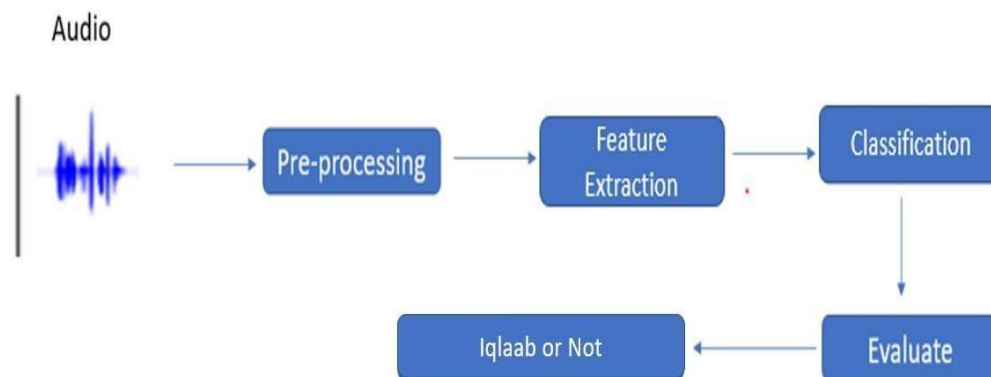 Audio
Pre-processing
Feature
Extraction
Classification
Evaluate
Iqlaab or Not